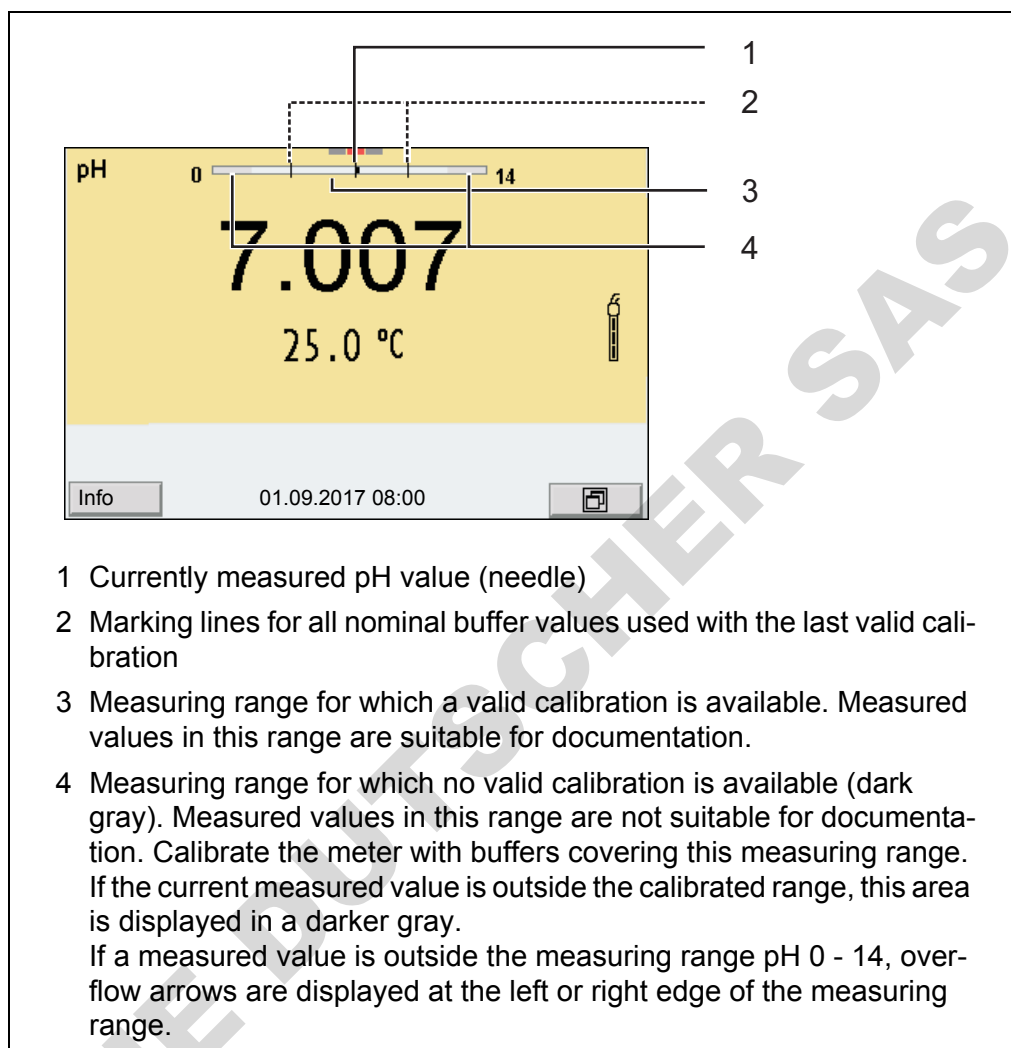 1
2
pH
0
14
3
7.007
4
25.0 °C
Info
01.09.2017 08:00
1 Currently measured pH value (needle)
2 Marking lines for all nominal buffer values used with the last valid cali-
bration
3 Measuring range for which a valid calibration is available. Measured
values in this range are suitable for documentation.
4 Measuring range for which no valid calibration is available (dark
gray). Measured values in this range are not suitable for documenta-
tion. Calibrate the meter with buffers covering this measuring range.
If the current measured value is outside the calibrated range, this area
is displayed in a darker gray.
If a measured value is outside the measuring range pH 0 - 14, over-
flow arrows are displayed at the left or right edge of the measuring
range.
E DUTSCHER SAS